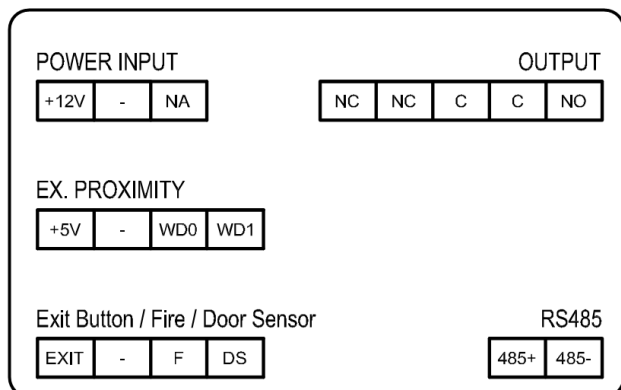 POWER INPUT OUTPUT
+12V - NA NC NC C C NO
EX. PROXIMITY
+5V - WD0 WD1
Exit Button / Fire / Door Sensor RS485
EXIT - F DS 485+ 485-